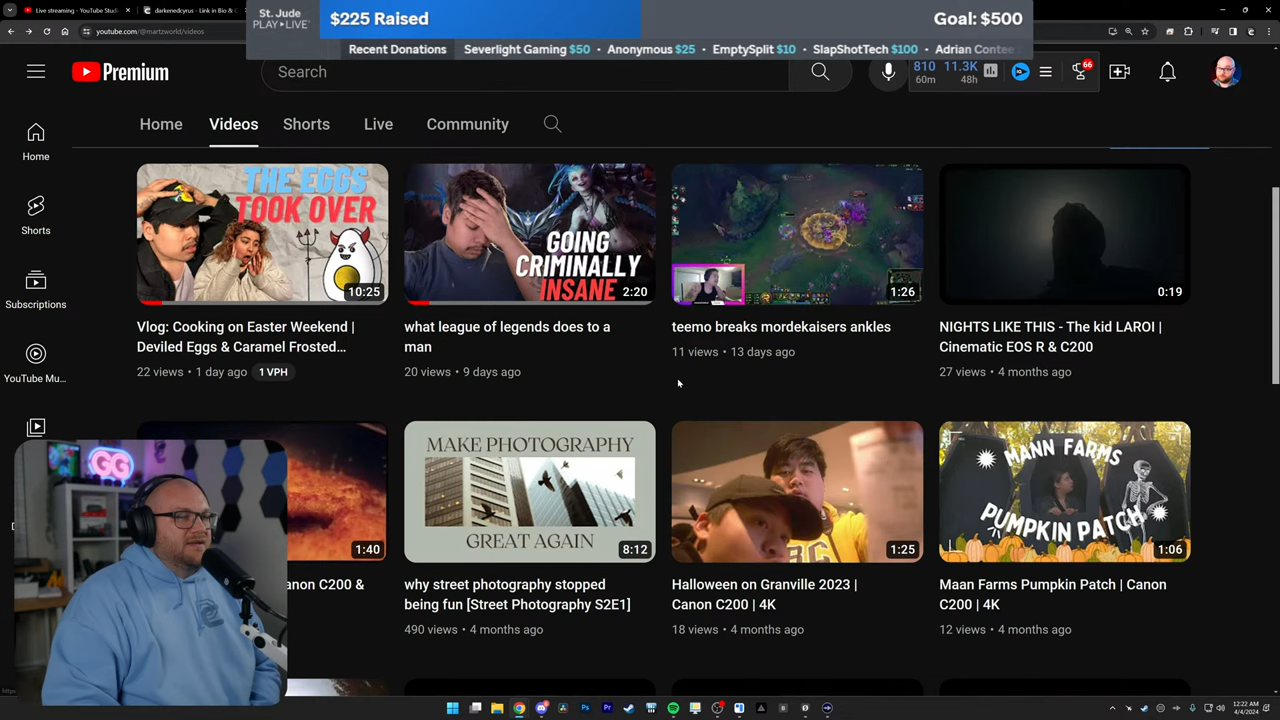 Live streaming - YouTube Stud
darkenedcyrus - Link in Bio & C
youtube.com/@martzworld/videos
St. Jude
PLAY LIVE
$225 Raised
Goal: $500
Recent Donations Severlight Gaming $50 • Anonymous $25 • EmptySplit $10 • SlapShotTech $100 • Adrian Contee
Premium
Search
810 11.3K
60m 48h
66
Home Videos Shorts Live Community
Home
Shorts
Subscriptions
YouTube Mu...
THE EGGS
TOOK OVER
10:25
GOING
CRIMINALLY
INSANE
2:20
1:26
0:19
Vlog: Cooking on Easter Weekend |
Deviled Eggs & Caramel Frosted...
22 views • 1 day ago 1 VPH
what league of legends does to a
man
20 views • 9 days ago
teemo breaks mordekaisers ankles
11 views • 13 days ago
NIGHTS LIKE THIS - The kid LAROI |
Cinematic EOS R & C200
27 views • 4 months ago
1:40
MAKE PHOTOGRAPHY
GREAT AGAIN
8:12
1:25
MANN FARMS
PUMPKIN PATCH
1:06
anon C200 &
why street photography stopped
being fun [Street Photography S2E1]
490 views • 4 months ago
Halloween on Granville 2023 |
Canon C200 | 4K
18 views • 4 months ago
Maan Farms Pumpkin Patch | Canon
C200 | 4K
12 views • 4 months ago
GG
12:22 AM
4/4/2024